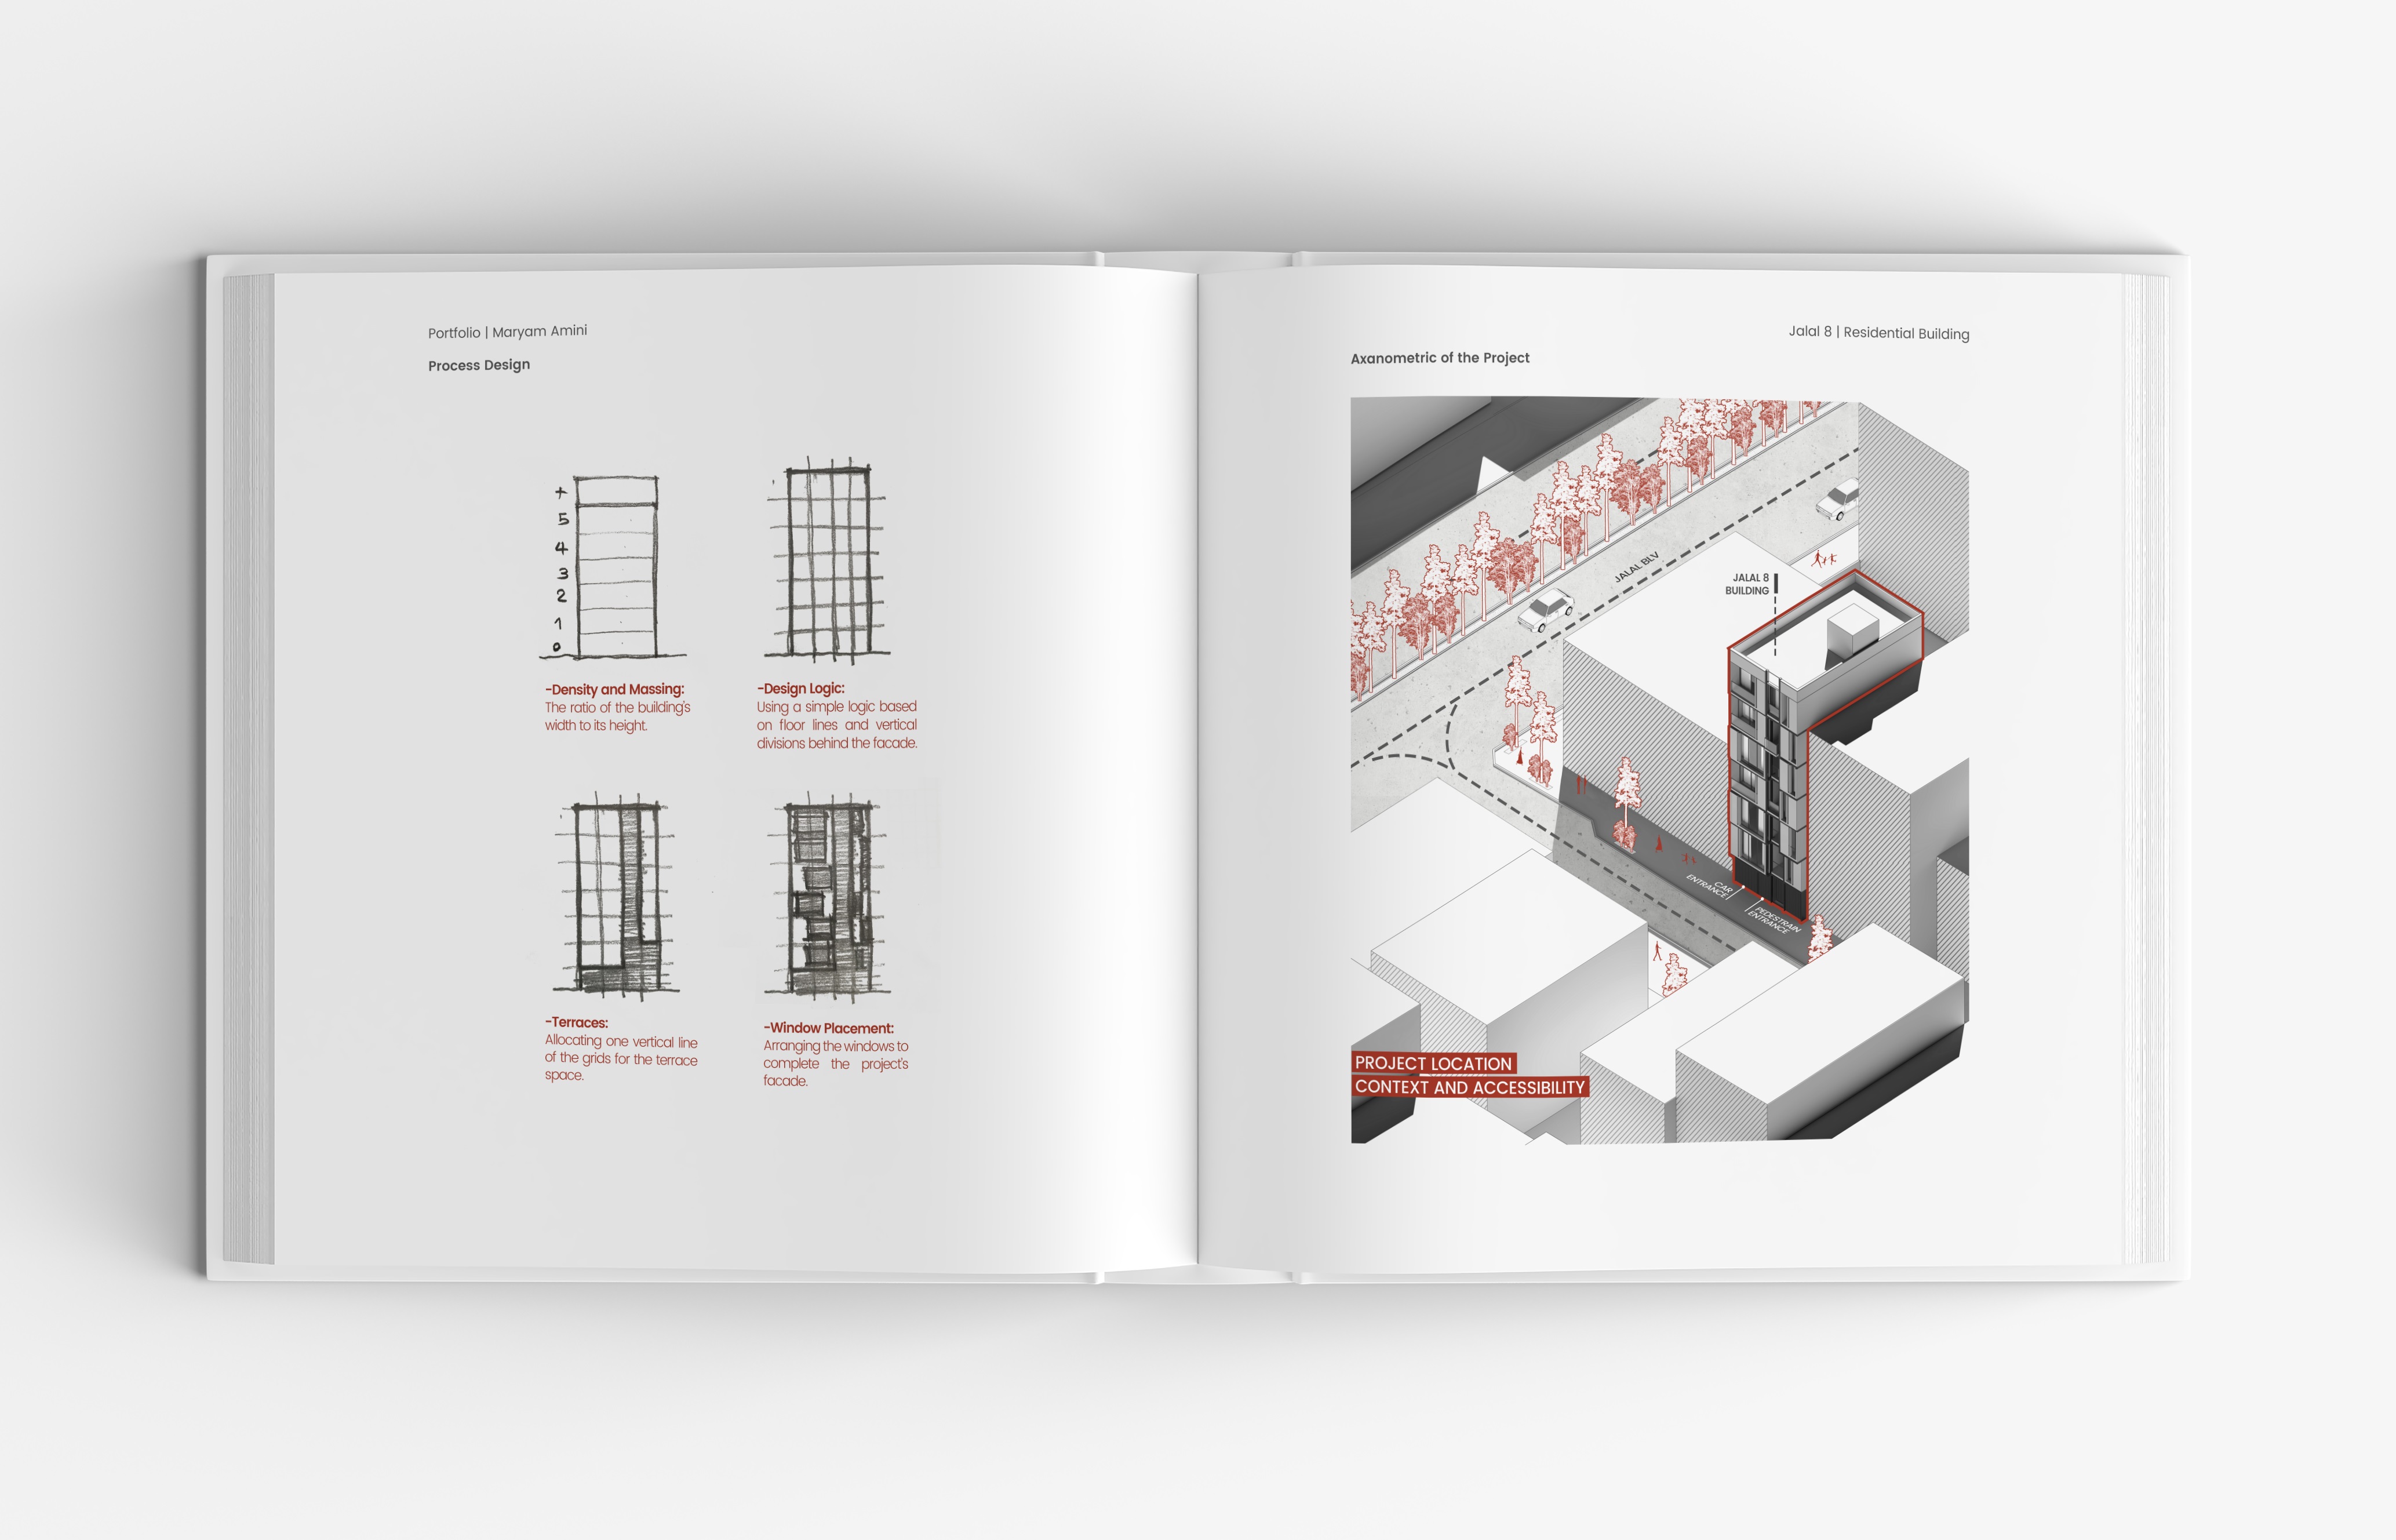 Portfolio | Maryam Amini
Process Design
+
5
4
3
2
1
0
-Density and Massing:
The ratio of the building's
width to its height.
-Design Logic:
Using a simple logic based
on floor lines and vertical
divisions behind the facade.
-Terraces:
Allocating one vertical line
of the grids for the terrace
space.
-Window Placement:
Arranging the windows to
complete the project's
facade.
Jalal 8 | Residential Building
Axanometric of the Project
JALAL BLV
JALAL 8
BUILDING
CAR
ENTRANCE
PEDESTRAIN
ENTRANCE
PROJECT LOCATION
CONTEXT AND ACCESSIBILITY